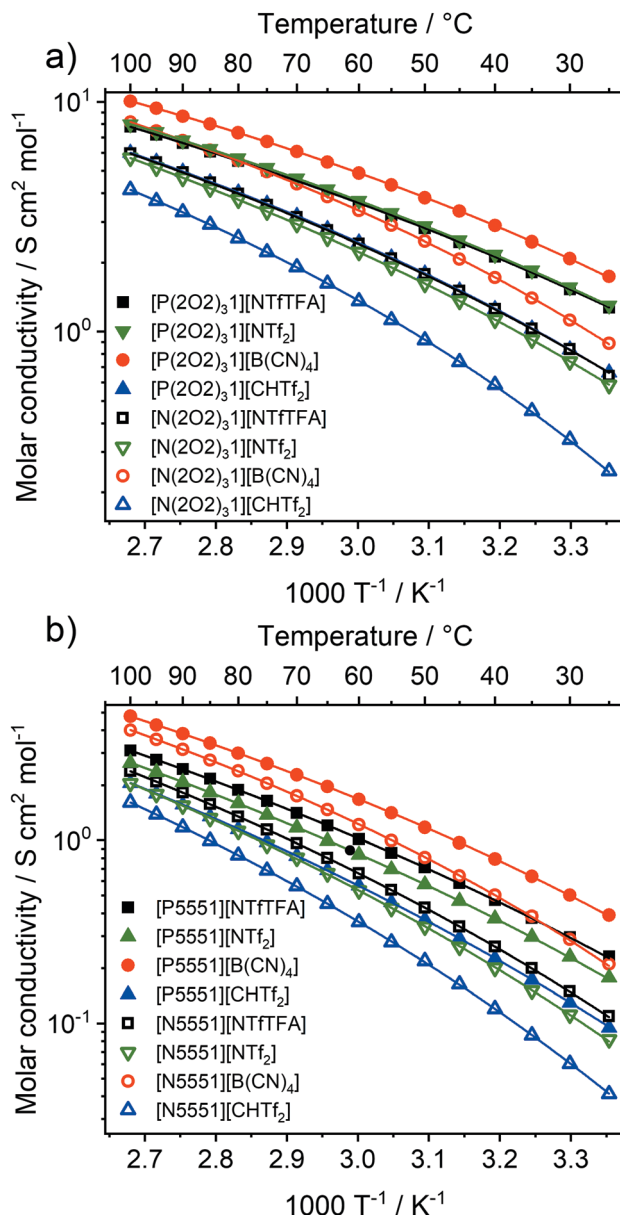 a)
Temperature / °C
100 90 80 70 60 50 40 30
Molar conductivity / S cm² mol⁻¹
10¹
10⁰
[P(2O2)₃1][NTfTFA]
[P(2O2)₃1][NTf₂]
[P(2O2)₃1][B(CN)₄]
[P(2O2)₃1][CHTf₂]
[N(2O2)₃1][NTfTFA]
[N(2O2)₃1][NTf₂]
[N(2O2)₃1][B(CN)₄]
[N(2O2)₃1][CHTf₂]
2.7 2.8 2.9 3.0 3.1 3.2 3.3
1000 T⁻¹ / K⁻¹
b)
Temperature / °C
100 90 80 70 60 50 40 30
Molar conductivity / S cm² mol⁻¹
10⁰
10⁻¹
[P5551][NTfTFA]
[P5551][NTf₂]
[P5551][B(CN)₄]
[P5551][CHTf₂]
[N5551][NTfTFA]
[N5551][NTf₂]
[N5551][B(CN)₄]
[N5551][CHTf₂]
2.7 2.8 2.9 3.0 3.1 3.2 3.3
1000 T⁻¹ / K⁻¹